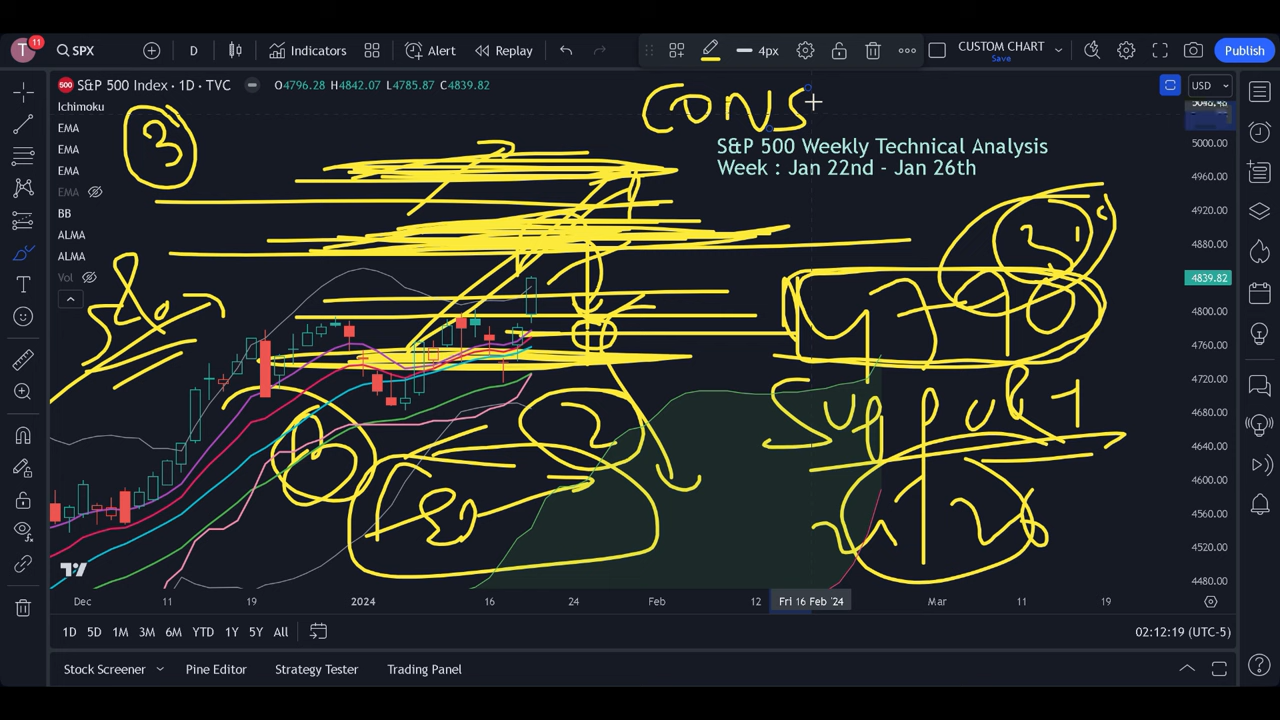 T 11 SPX D Indicators Alert Replay 4px CUSTOM CHART Save Publish
500 S&P 500 Index · 1D · TVC O4796.28 H4842.07 L4785.87 C4839.82 USD
Ichimoku
EMA
EMA
EMA
EMA
BB
ALMA
ALMA
Vol
CONS
S&P 500 Weekly Technical Analysis
Week : Jan 22nd - Jan 26th
3
2
5000.00
4960.00
4920.00
4880.00
4839.82
4800.00
4760.00
4720.00
4680.00
4640.00
4600.00
4560.00
4520.00
4480.00
Dec 11 19 2024 16 24 Feb 12 Fri 16 Feb '24 Mar 11 19
1D 5D 1M 3M 6M YTD 1Y 5Y All 02:12:19 (UTC-5)
Stock Screener Pine Editor Strategy Tester Trading Panel